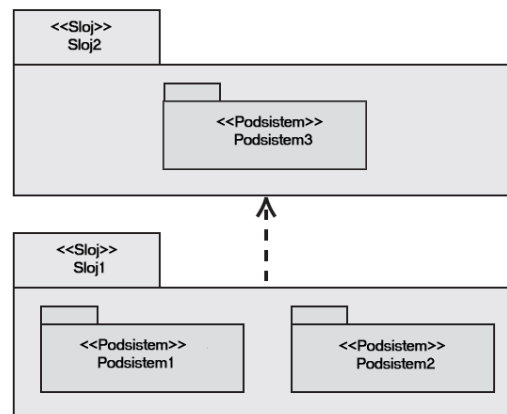 <<Sloj>>
Sloj2
<<Podsistem>>
Podsistem3
<<Sloj>>
Sloj1
<<Podsistem>>
Podsistem1
<<Podsistem>>
Podsistem2